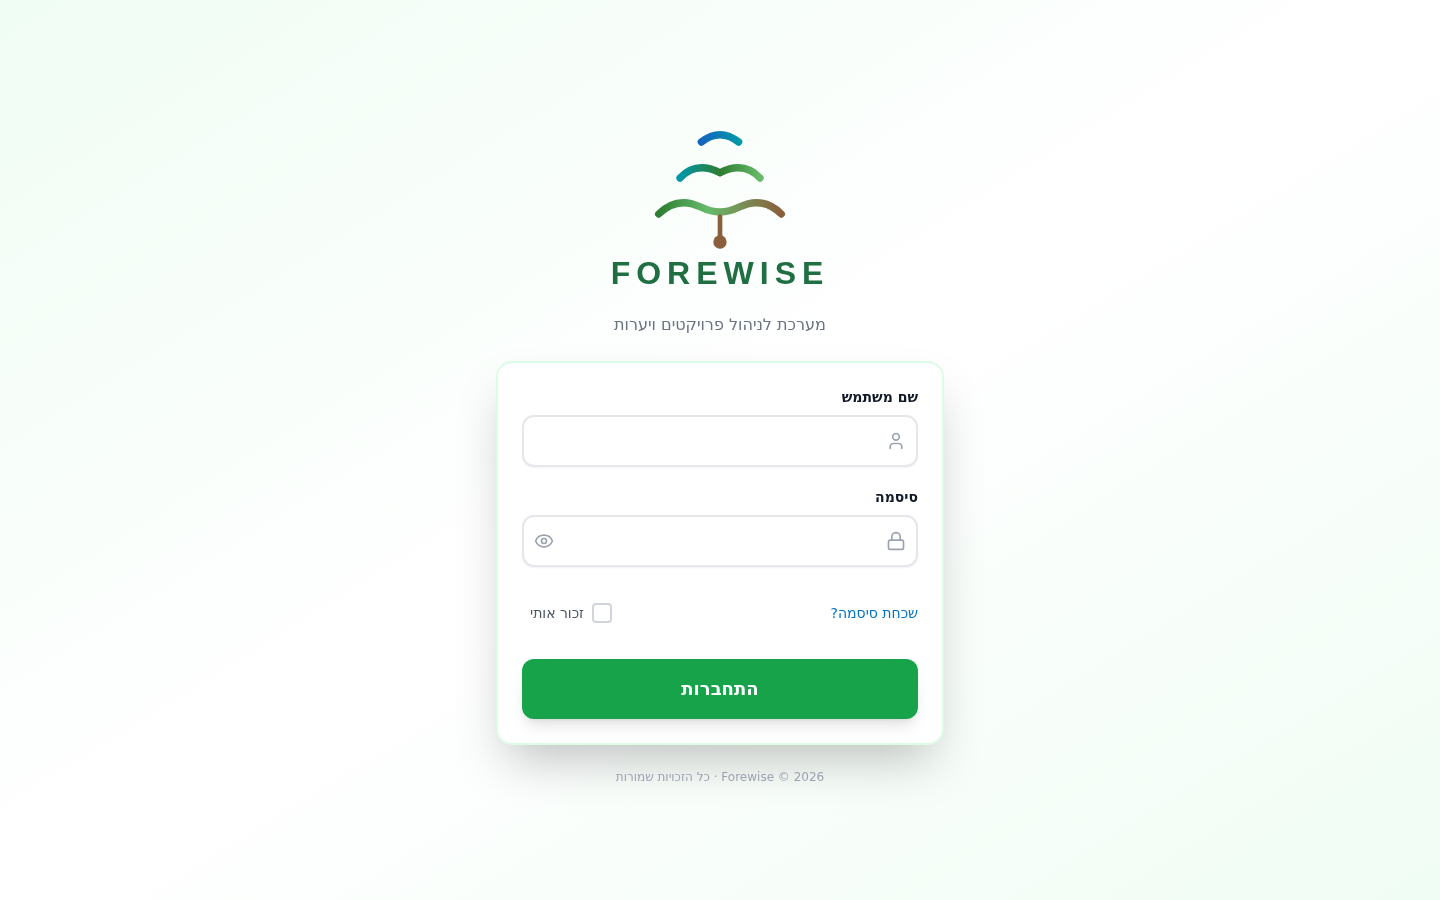 FOREWISE
מערכת לניהול פרויקטים ויערות
שם משתמש
סיסמה
שכחת סיסמה?
זכור אותי
התחברות
Forewise © 2026 · כל הזכויות שמורות